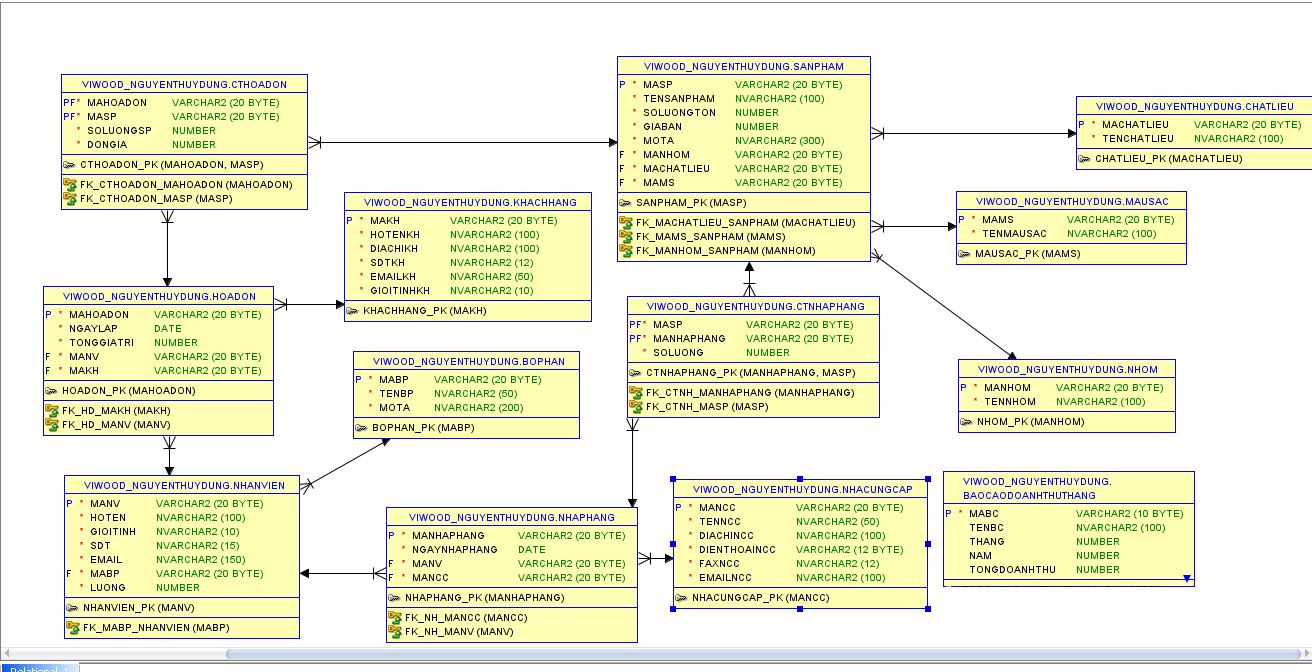 VIWOOD_NGUYENTHUYDUNG.CTHOADON
PF* MAHOADON VARCHAR2 (20 BYTE)
PF* MASP VARCHAR2 (20 BYTE)
* SOLUONGSP NUMBER
* DONGIA NUMBER
CTHOADON_PK (MAHOADON, MASP)
FK_CTHOADON_MAHOADON (MAHOADON)
FK_CTHOADON_MASP (MASP)
VIWOOD_NGUYENTHUYDUNG.SANPHAM
P * MASP VARCHAR2 (20 BYTE)
* TENSANPHAM NVARCHAR2 (100)
* SOLUONGTON NUMBER
* GIABAN NUMBER
* MOTA NVARCHAR2 (300)
F * MANHOM VARCHAR2 (20 BYTE)
F * MACHATLIEU VARCHAR2 (20 BYTE)
F * MAMS VARCHAR2 (20 BYTE)
SANPHAM_PK (MASP)
FK_MACHATLIEU_SANPHAM (MACHATLIEU)
FK_MAMS_SANPHAM (MAMS)
FK_MANHOM_SANPHAM (MANHOM)
VIWOOD_NGUYENTHUYDUNG.CHATLIEU
P * MACHATLIEU VARCHAR2 (20 BYTE)
* TENCHATLIEU NVARCHAR2 (100)
CHATLIEU_PK (MACHATLIEU)
VIWOOD_NGUYENTHUYDUNG.KHACHHANG
P * MAKH VARCHAR2 (20 BYTE)
* HOTENKH NVARCHAR2 (100)
* DIACHIKH NVARCHAR2 (100)
* SDTKH NVARCHAR2 (12)
* EMAILKH NVARCHAR2 (50)
* GIOITINHKH NVARCHAR2 (10)
KHACHHANG_PK (MAKH)
VIWOOD_NGUYENTHUYDUNG.MAUSAC
P * MAMS VARCHAR2 (20 BYTE)
* TENMAUSAC NVARCHAR2 (100)
MAUSAC_PK (MAMS)
VIWOOD_NGUYENTHUYDUNG.HOADON
P * MAHOADON VARCHAR2 (20 BYTE)
* NGAYLAP DATE
* TONGGIATRI NUMBER
F * MANV VARCHAR2 (20 BYTE)
F * MAKH VARCHAR2 (20 BYTE)
HOADON_PK (MAHOADON)
FK_HD_MAKH (MAKH)
FK_HD_MANV (MANV)
VIWOOD_NGUYENTHUYDUNG.CTNHAPHANG
PF* MASP VARCHAR2 (20 BYTE)
PF* MANHAPHANG VARCHAR2 (20 BYTE)
* SOLUONG NUMBER
CTNHAPHANG_PK (MANHAPHANG, MASP)
FK_CTNH_MANHAPHANG (MANHAPHANG)
FK_CTNH_MASP (MASP)
VIWOOD_NGUYENTHUYDUNG.BOPHAN
P * MABP VARCHAR2 (20 BYTE)
* TENBP NVARCHAR2 (50)
* MOTA NVARCHAR2 (200)
BOPHAN_PK (MABP)
VIWOOD_NGUYENTHUYDUNG.NHOM
P * MANHOM VARCHAR2 (20 BYTE)
* TENNHOM NVARCHAR2 (100)
NHOM_PK (MANHOM)
VIWOOD_NGUYENTHUYDUNG.NHANVIEN
P * MANV VARCHAR2 (20 BYTE)
* HOTEN NVARCHAR2 (100)
* GIOITINH NVARCHAR2 (10)
* SDT NVARCHAR2 (15)
* EMAIL NVARCHAR2 (150)
F * MABP VARCHAR2 (20 BYTE)
* LUONG NUMBER
NHANVIEN_PK (MANV)
FK_MABP_NHANVIEN (MABP)
VIWOOD_NGUYENTHUYDUNG.NHAPHANG
P * MANHAPHANG VARCHAR2 (20 BYTE)
* NGAYNHAPHANG DATE
F * MANV VARCHAR2 (20 BYTE)
F * MANCC VARCHAR2 (20 BYTE)
NHAPHANG_PK (MANHAPHANG)
FK_NH_MANCC (MANCC)
FK_NH_MANV (MANV)
VIWOOD_NGUYENTHUYDUNG.NHACUNGCAP
P * MANCC VARCHAR2 (20 BYTE)
* TENNCC NVARCHAR2 (50)
* DIACHINCC NVARCHAR2 (100)
* DIENTHOAINCC VARCHAR2 (12 BYTE)
* FAXNCC NVARCHAR2 (12)
* EMAILNCC NVARCHAR2 (100)
NHACUNGCAP_PK (MANCC)
VIWOOD_NGUYENTHUYDUNG.
BAOCAODOANHTHUTHANG
P * MABC VARCHAR2 (10 BYTE)
TENBC NVARCHAR2 (100)
THANG NUMBER
NAM NUMBER
TONGDOANHTHU NUMBER